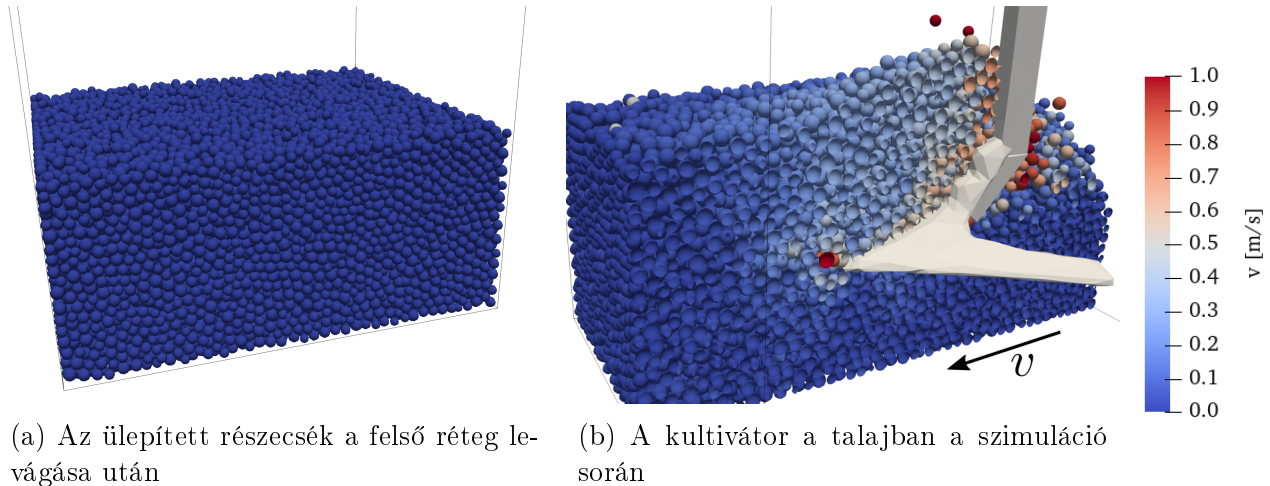 1.0
0.9
0.8
0.7
0.6
0.5
0.4
0.3
0.2
0.1
0.0
v [m/s]
v
(a) Az ülepített részecsék a felső réteg le-
vágása után
(b) A kultivátor a talajban a szimuláció
során